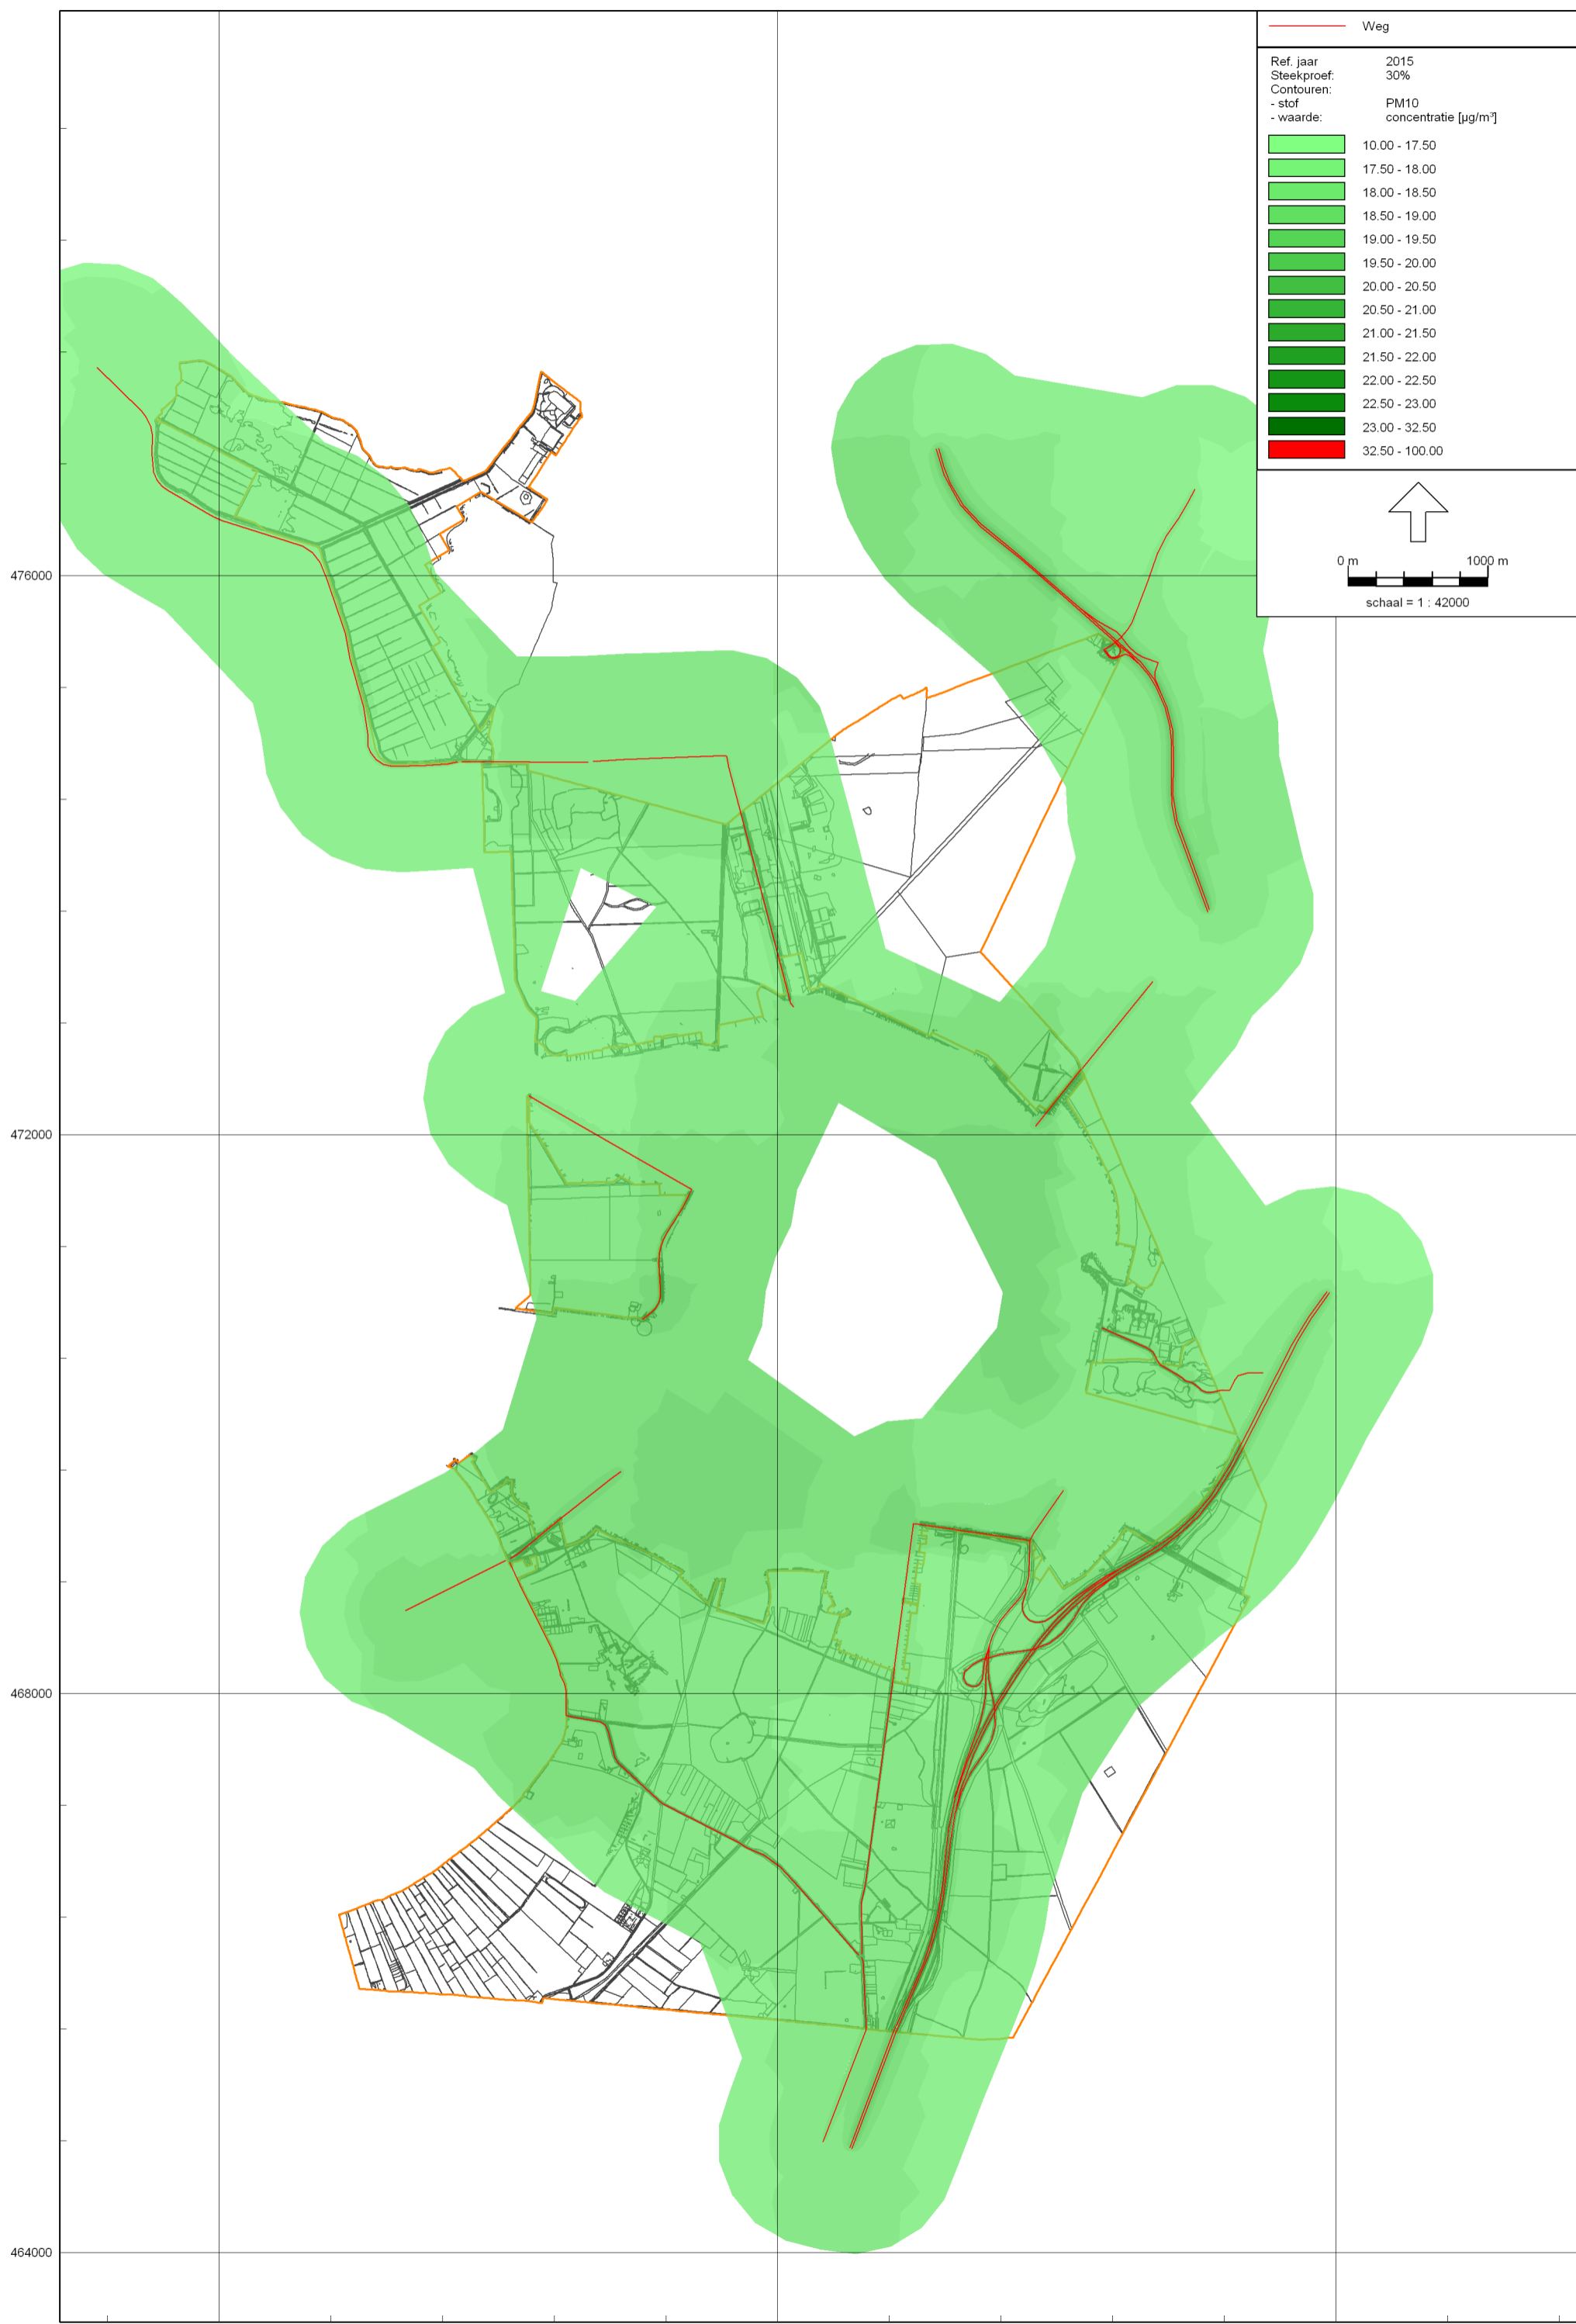 Weg
Ref. jaar 2015
Steekproef: 30%
Contouren:
- stof PM10
- waarde: concentratie [µg/m³]
10.00 - 17.50
17.50 - 18.00
18.00 - 18.50
18.50 - 19.00
19.00 - 19.50
19.50 - 20.00
20.00 - 20.50
20.50 - 21.00
21.00 - 21.50
21.50 - 22.00
22.00 - 22.50
22.50 - 23.00
23.00 - 32.50
32.50 - 100.00
0 m 1000 m
schaal = 1 : 42000
476000
472000
468000
464000